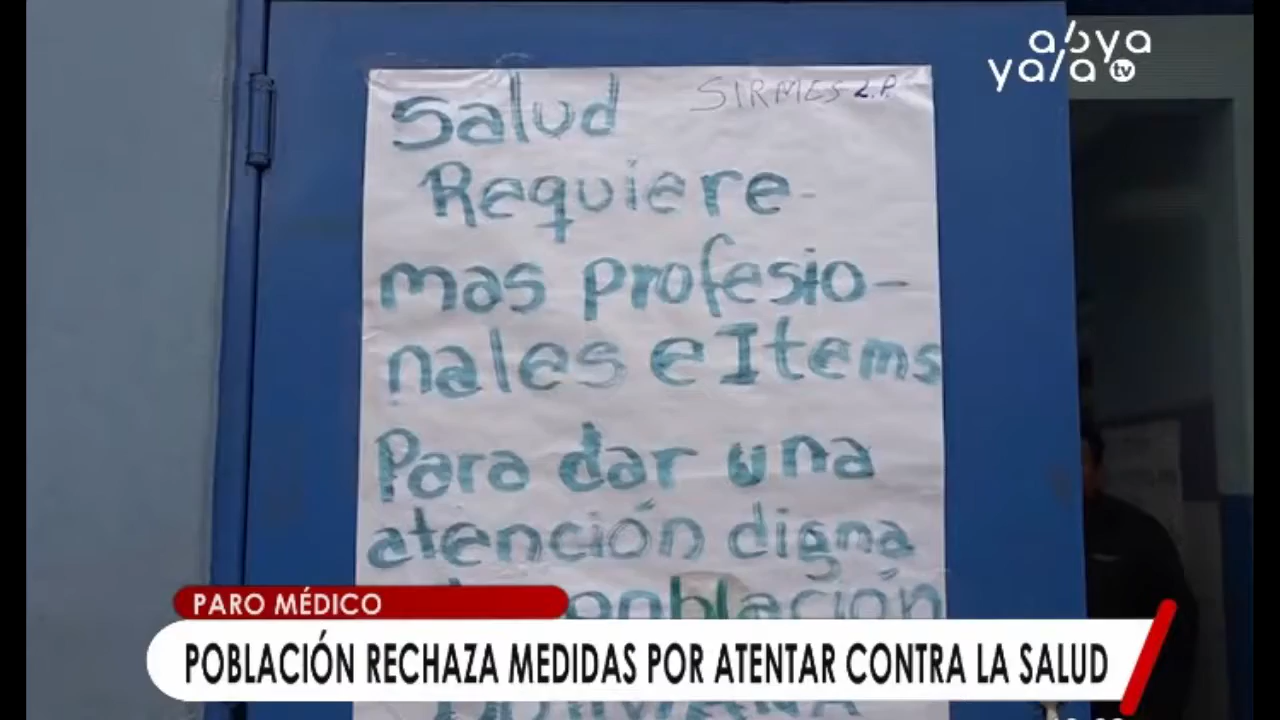 abya
yala tv
SIRMES L.P.
Salud
Requiere
mas profesio-
nales e Items
Para dar una
atención digna
población
PARO MÉDICO
POBLACIÓN RECHAZA MEDIDAS POR ATENTAR CONTRA LA SALUD